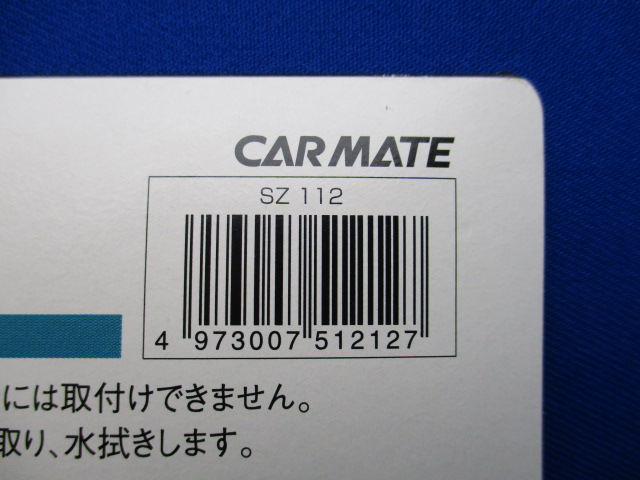 CARMATE
SZ 112
4 973007 512127
には取付けできません。
取り、水拭きします。